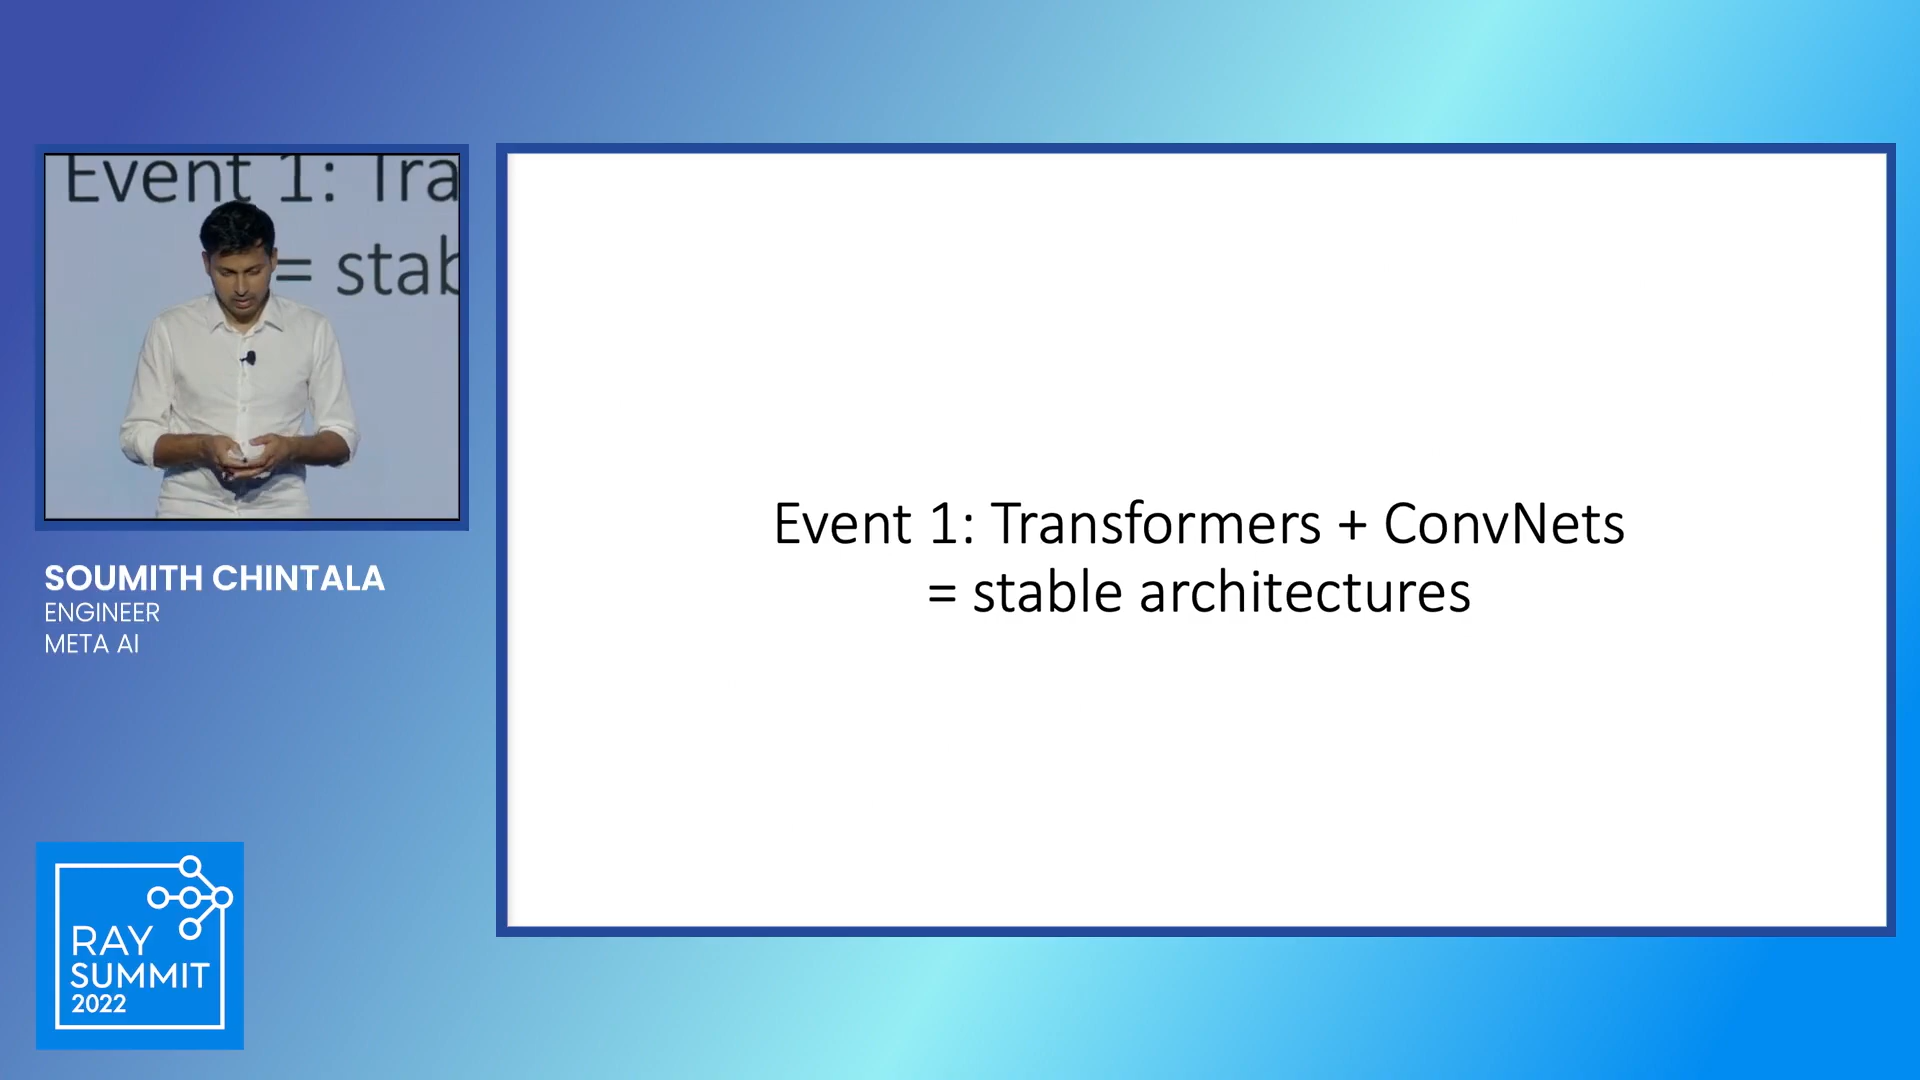 Event 1: Tra
= stab
SOUMITH CHINTALA
ENGINEER
META AI
RAY
SUMMIT
2022
Event 1: Transformers + ConvNets
= stable architectures